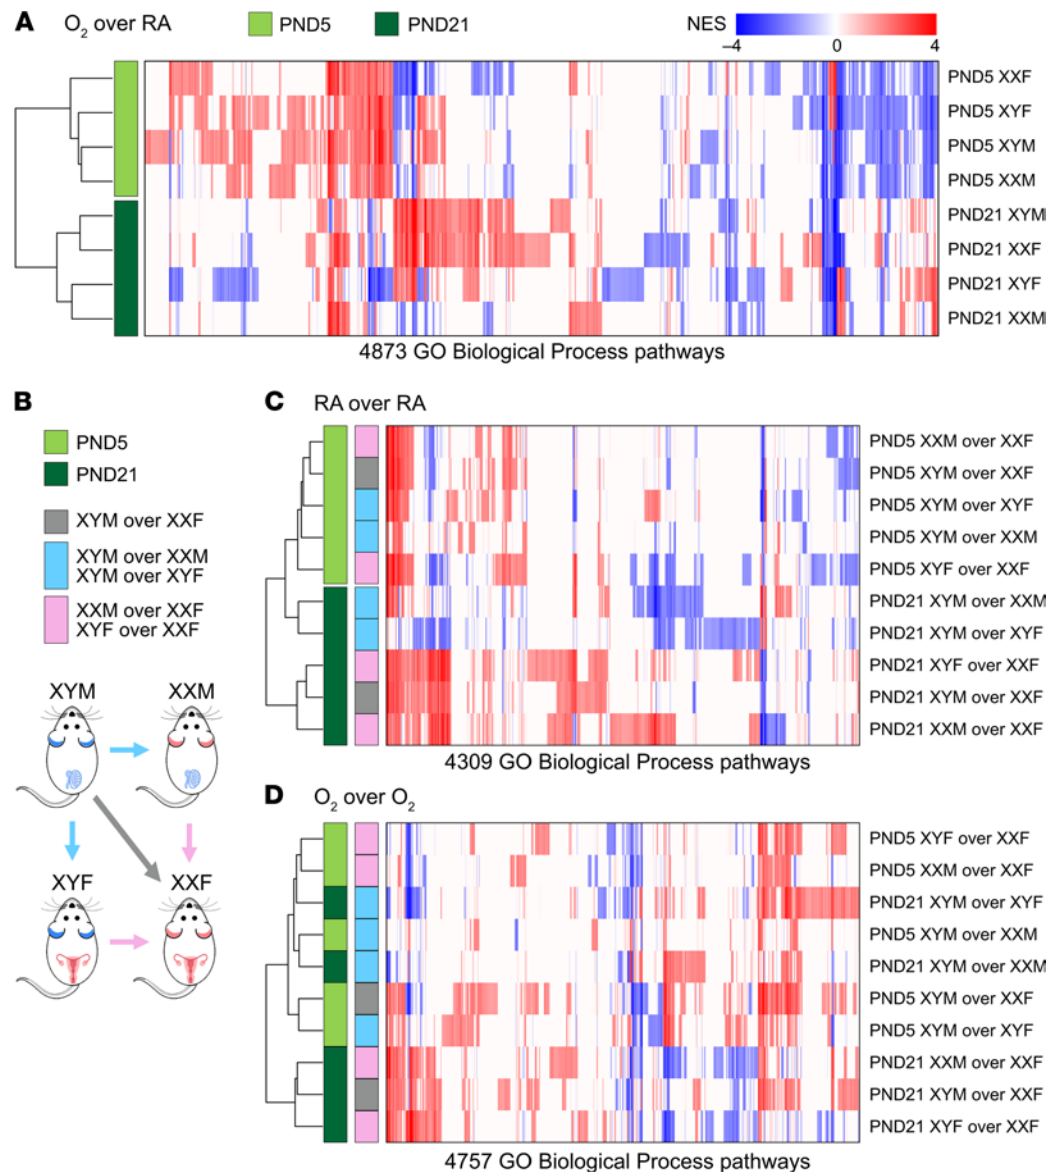 A O₂ over RA PND5 PND21 NES
−4 0 4
PND5 XXF
PND5 XYF
PND5 XYM
PND5 XXM
PND21 XYM
PND21 XXF
PND21 XYF
PND21 XXM
4873 GO Biological Process pathways
B
PND5
PND21
XYM over XXF
XYM over XXM
XYM over XYF
XXM over XXF
XYF over XXF
XYM XXM
XYF XXF
C RA over RA
PND5 XXM over XXF
PND5 XYM over XXF
PND5 XYM over XYF
PND5 XYM over XXM
PND5 XYF over XXF
PND21 XYM over XXM
PND21 XYM over XYF
PND21 XYF over XXF
PND21 XYM over XXF
PND21 XXM over XXF
4309 GO Biological Process pathways
D O₂ over O₂
PND5 XYF over XXF
PND5 XXM over XXF
PND21 XYM over XYF
PND5 XYM over XXM
PND21 XYM over XXM
PND5 XYM over XXF
PND5 XYM over XYF
PND21 XXM over XXF
PND21 XYM over XXF
PND21 XYF over XXF
4757 GO Biological Process pathways